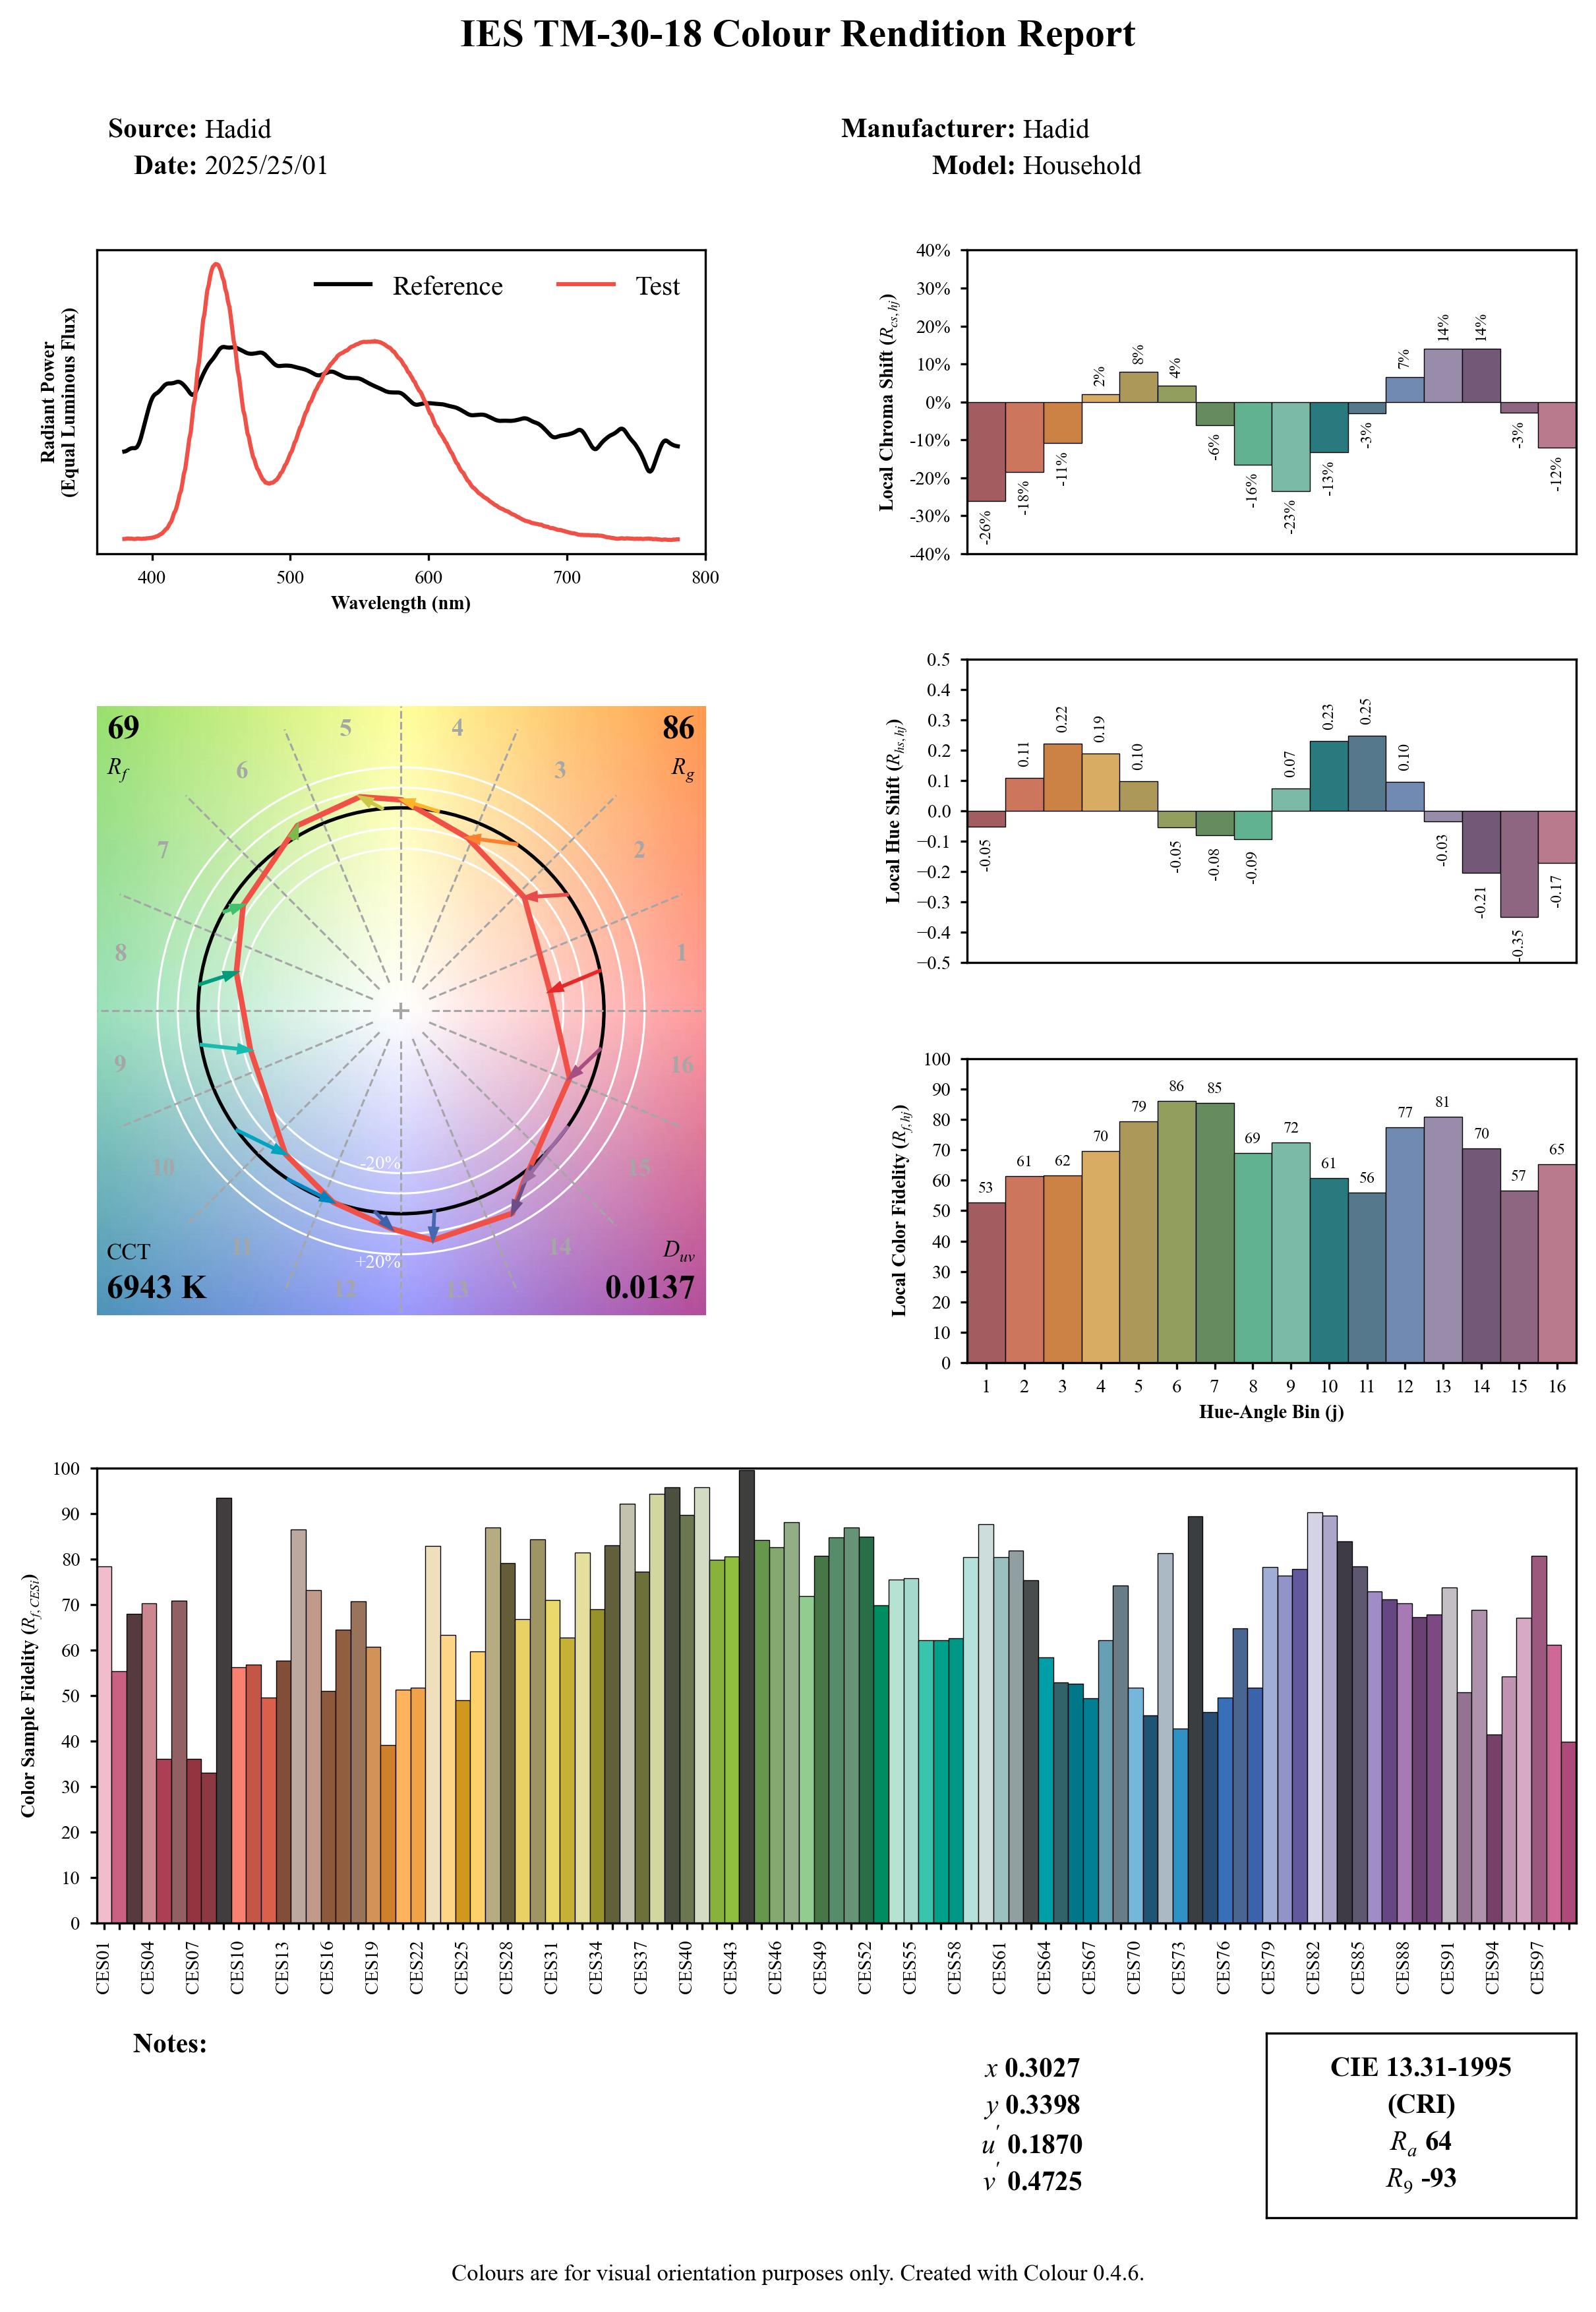 IES TM-30-18 Colour Rendition Report
Source: Hadid
Date: 2025/25/01
Manufacturer: Hadid
Model: Household
Reference
Test
Radiant Power
(Equal Luminous Flux)
400 500 600 700 800
Wavelength (nm)
40%
30%
20%
10%
0%
-10%
-20%
-30%
-40%
Local Chroma Shift (Rcs,hj)
-26% -18% -11% 2% 8% 4% -6% -16% -23% -13% -3% 7% 14% 14% -3% -12%
69
Rf
86
Rg
CCT
6943 K
Duv
0.0137
1 2 3 4 5 6 7 8 9 10 11 12 13 14 15 16
-20%
+20%
0.5
0.4
0.3
0.2
0.1
0.0
−0.1
−0.2
−0.3
−0.4
−0.5
Local Hue Shift (Rhs,hj)
-0.05 0.11 0.22 0.19 0.10 -0.05 -0.08 -0.09 0.07 0.23 0.25 0.10 -0.03 -0.21 -0.35 -0.17
100
90
80
70
60
50
40
30
20
10
0
Local Color Fidelity (Rf,hj)
53 61 62 70 79 86 85 69 72 61 56 77 81 70 57 65
1 2 3 4 5 6 7 8 9 10 11 12 13 14 15 16
Hue-Angle Bin (j)
100
90
80
70
60
50
40
30
20
10
0
Color Sample Fidelity (Rf,CESi)
CES01 CES04 CES07 CES10 CES13 CES16 CES19 CES22 CES25 CES28 CES31 CES34 CES37 CES40 CES43 CES46 CES49 CES52 CES55 CES58 CES61 CES64 CES67 CES70 CES73 CES76 CES79 CES82 CES85 CES88 CES91 CES94 CES97
Notes:
x 0.3027
y 0.3398
u′ 0.1870
v′ 0.4725
CIE 13.31-1995
(CRI)
Ra 64
R9 -93
Colours are for visual orientation purposes only. Created with Colour 0.4.6.